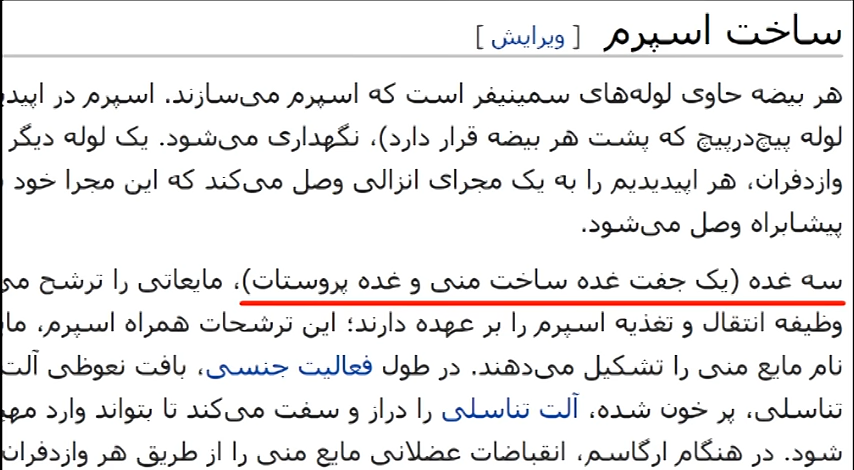 ساخت اسپرم [ ویرایش ]
هر بیضه حاوی لوله‌های سمینیفر است که اسپرم می‌سازند. اسپرم در
لوله پیچ‌درپیچ که پشت هر بیضه قرار دارد)، نگهداری می‌شود. یک لوله دیگر
وازدفران، هر اپیدیدیم را به یک مجرای انزالی وصل می‌کند که این مجرا خود
پیشابراه وصل می‌شود.
سه غده (یک جفت غده ساخت منی و غده پروستات)، مایعاتی را ترشح
وظیفه انتقال و تغذیه اسپرم را بر عهده دارند؛ این ترشحات همراه اسپرم،
نام مایع منی را تشکیل می‌دهند. در طول فعالیت جنسی، بافت نعوظی آلت
تناسلی، پر خون شده، آلت تناسلی را دراز و سفت می‌کند تا بتواند وارد
شود. در هنگام ارگاسم، انقباضات عضلانی مایع منی را از طریق هر وازدفران